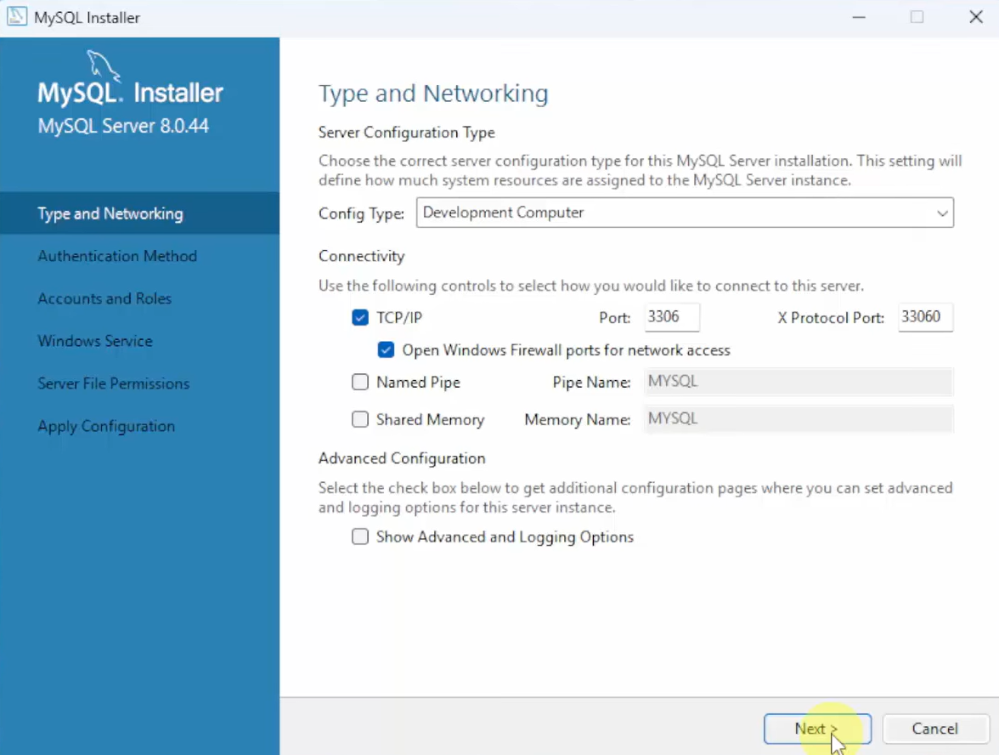 MySQL Installer
MySQL. Installer
MySQL Server 8.0.44
Type and Networking
Authentication Method
Accounts and Roles
Windows Service
Server File Permissions
Apply Configuration
Type and Networking
Server Configuration Type
Choose the correct server configuration type for this MySQL Server installation. This setting will
define how much system resources are assigned to the MySQL Server instance.
Config Type: Development Computer
Connectivity
Use the following controls to select how you would like to connect to this server.
TCP/IP Port: 3306 X Protocol Port: 33060
Open Windows Firewall ports for network access
Named Pipe Pipe Name: MYSQL
Shared Memory Memory Name: MYSQL
Advanced Configuration
Select the check box below to get additional configuration pages where you can set advanced
and logging options for this server instance.
Show Advanced and Logging Options
Next > Cancel